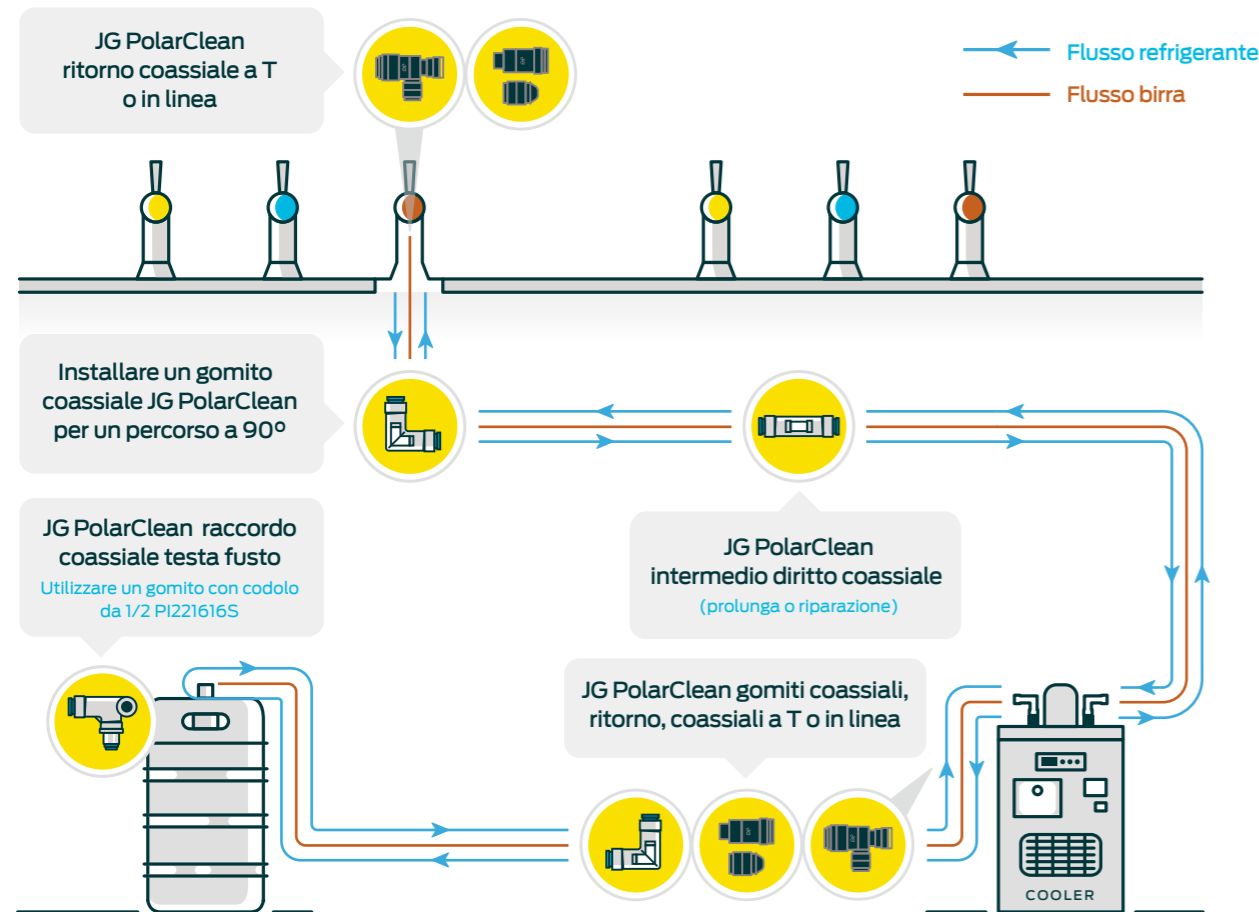 JG PolarClean
ritorno coassiale a T
o in linea
Flusso refrigerante
Flusso birra
Installare un gomito
coassiale JG PolarClean
per un percorso a 90°
JG PolarClean raccordo
coassiale testa fusto
Utilizzare un gomito con codolo
da 1/2 PI221616S
JG PolarClean
intermedio diritto coassiale
(prolunga o riparazione)
JG PolarClean gomiti coassiali,
ritorno, coassiali a T o in linea
COOLER